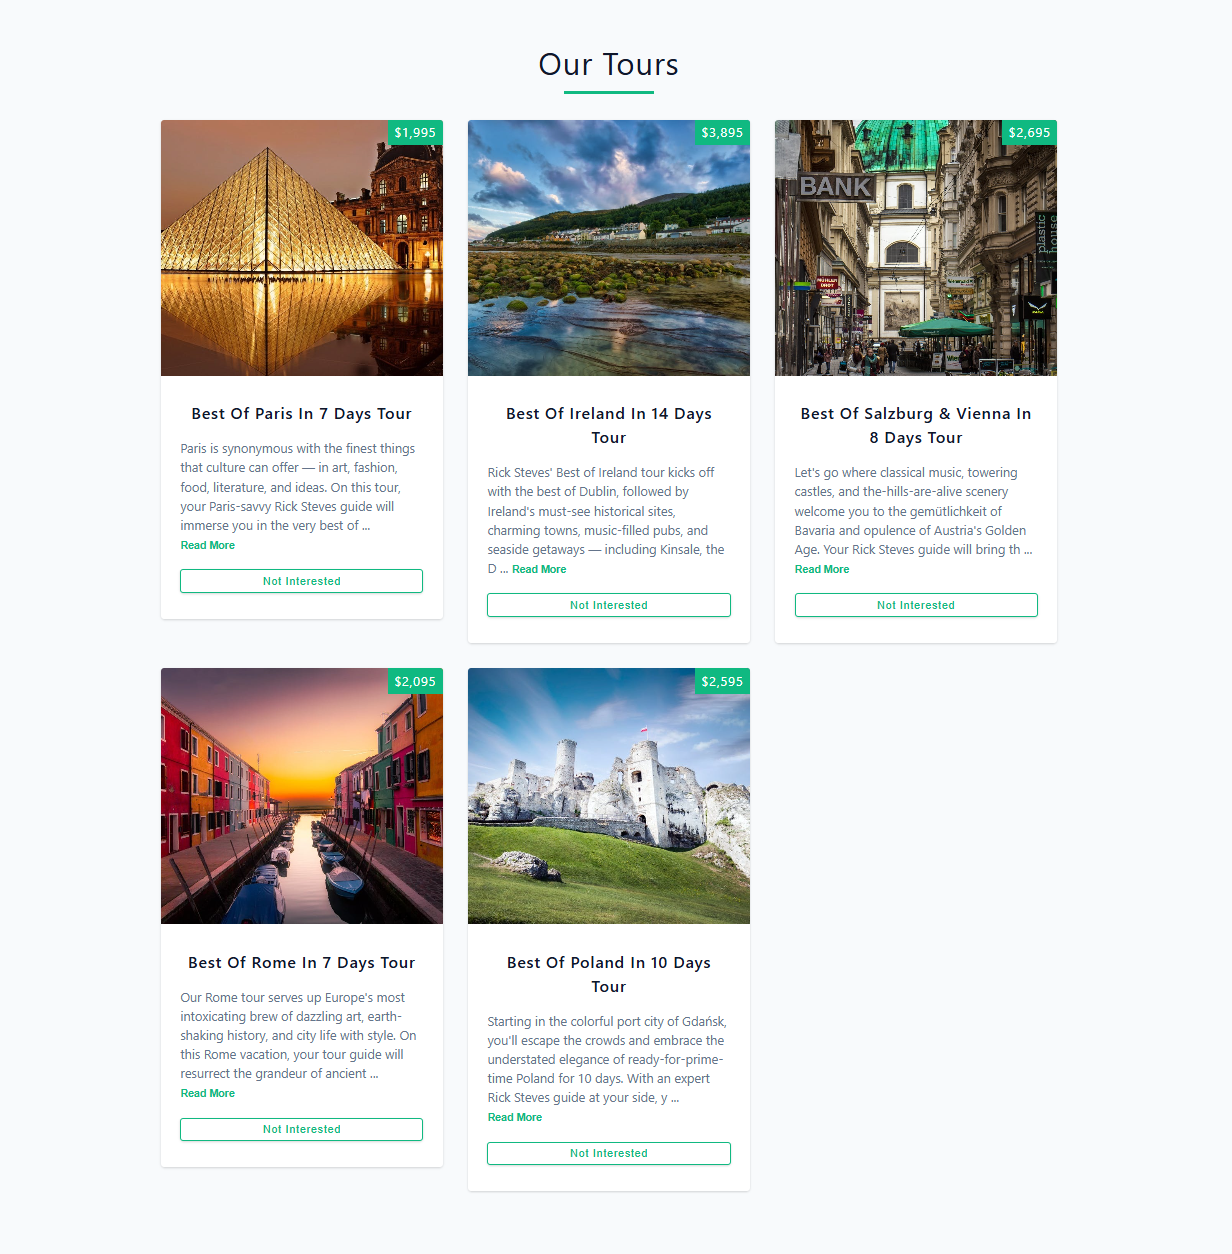 Our Tours
$1,995
$3,895
$2,695
BANK
plastic
house
Best Of Paris In 7 Days Tour
Paris is synonymous with the finest things
that culture can offer — in art, fashion,
food, literature, and ideas. On this tour,
your Paris-savvy Rick Steves guide will
immerse you in the very best of ...
Read More
Not Interested
Best Of Ireland In 14 Days
Tour
Rick Steves' Best of Ireland tour kicks off
with the best of Dublin, followed by
Ireland's must-see historical sites,
charming towns, music-filled pubs, and
seaside getaways — including Kinsale, the
D ... Read More
Not Interested
Best Of Salzburg & Vienna In
8 Days Tour
Let's go where classical music, towering
castles, and the-hills-are-alive scenery
welcome you to the gemütlichkeit of
Bavaria and opulence of Austria's Golden
Age. Your Rick Steves guide will bring th ...
Read More
Not Interested
$2,095
$2,595
Best Of Rome In 7 Days Tour
Our Rome tour serves up Europe's most
intoxicating brew of dazzling art, earth-
shaking history, and city life with style. On
this Rome vacation, your tour guide will
resurrect the grandeur of ancient ...
Read More
Not Interested
Best Of Poland In 10 Days
Tour
Starting in the colorful port city of Gdańsk,
you'll escape the crowds and embrace the
understated elegance of ready-for-prime-
time Poland for 10 days. With an expert
Rick Steves guide at your side, y ...
Read More
Not Interested